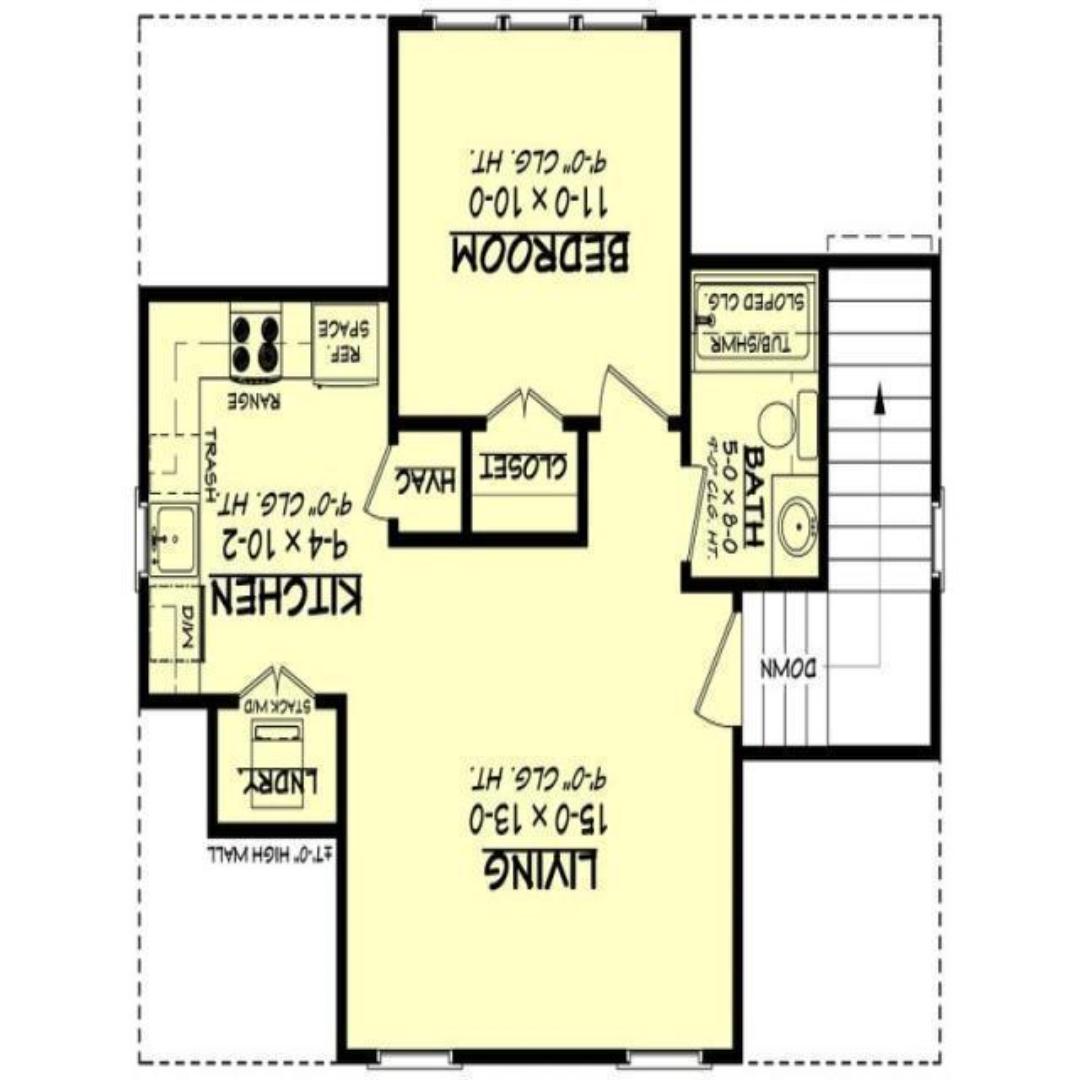 LIVING
15-0 x 13-0
9'-0" CLG. HT.
±7'-0" HIGH WALL
LNDRY.
STACK W/D
DOWN
D/W
KITCHEN
9-4 x 10-2
9'-0" CLG. HT.
TRASH
BATH
5-0 x 8-0
9'-0" CLG. HT.
CLOSET
HVAC
RANGE
REF.
SPACE
TUB/SHWR
SLOPED CLG.
BEDROOM
11-0 x 10-0
9'-0" CLG. HT.